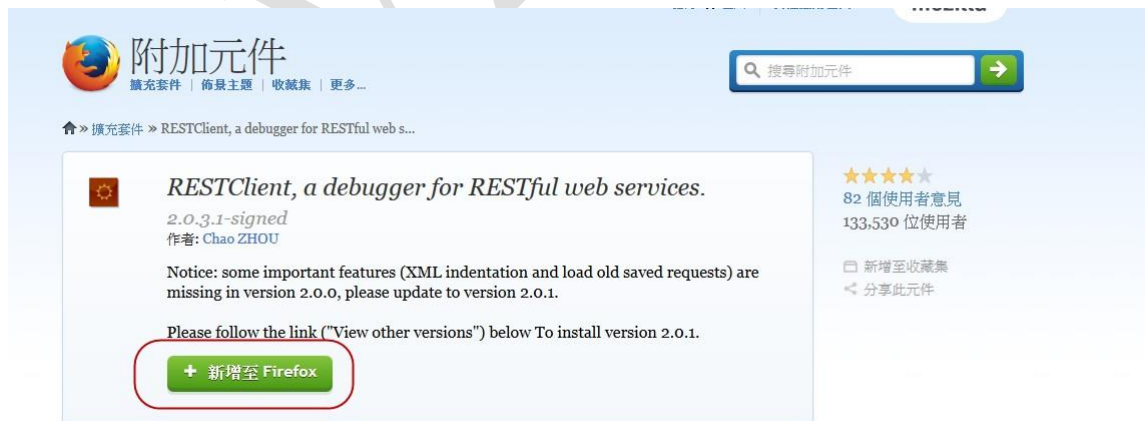 mozilla
附加元件
擴充套件 | 佈景主題 | 收藏集 | 更多...
搜尋附加元件
» 擴充套件 » RESTClient, a debugger for RESTful web s...
RESTClient, a debugger for RESTful web services.
2.0.3.1-signed
作者: Chao ZHOU
Notice: some important features (XML indentation and load old saved requests) are
missing in version 2.0.0, please update to version 2.0.1.
Please follow the link ("View other versions") below To install version 2.0.1.
+ 新增至 Firefox
82 個使用者意見
133,530 位使用者
新增至收藏集
分享此元件